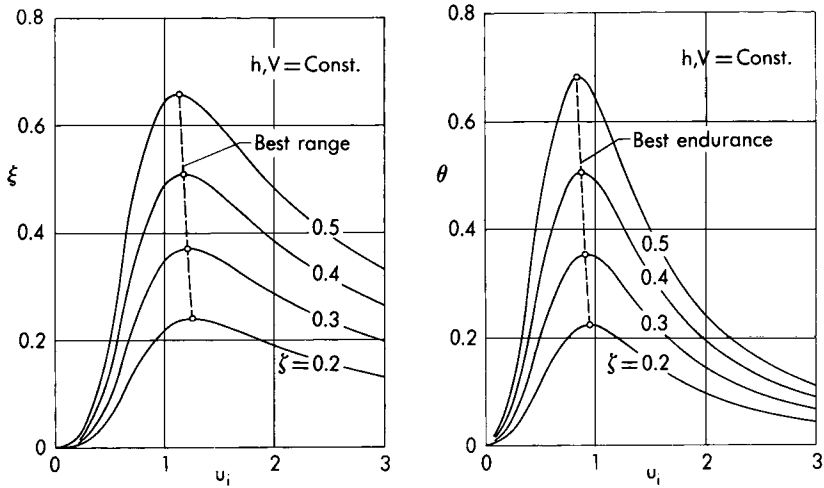 0.8
h,V = Const.
0.6
Best range
ξ
0.4
0.5
0.4
0.2
0.3
ζ = 0.2
0
0
1
2
3
u_i
0.8
h,V = Const.
0.6
Best endurance
θ
0.4
0.5
0.4
0.2
0.3
ζ = 0.2
0
0
1
2
3
u_i